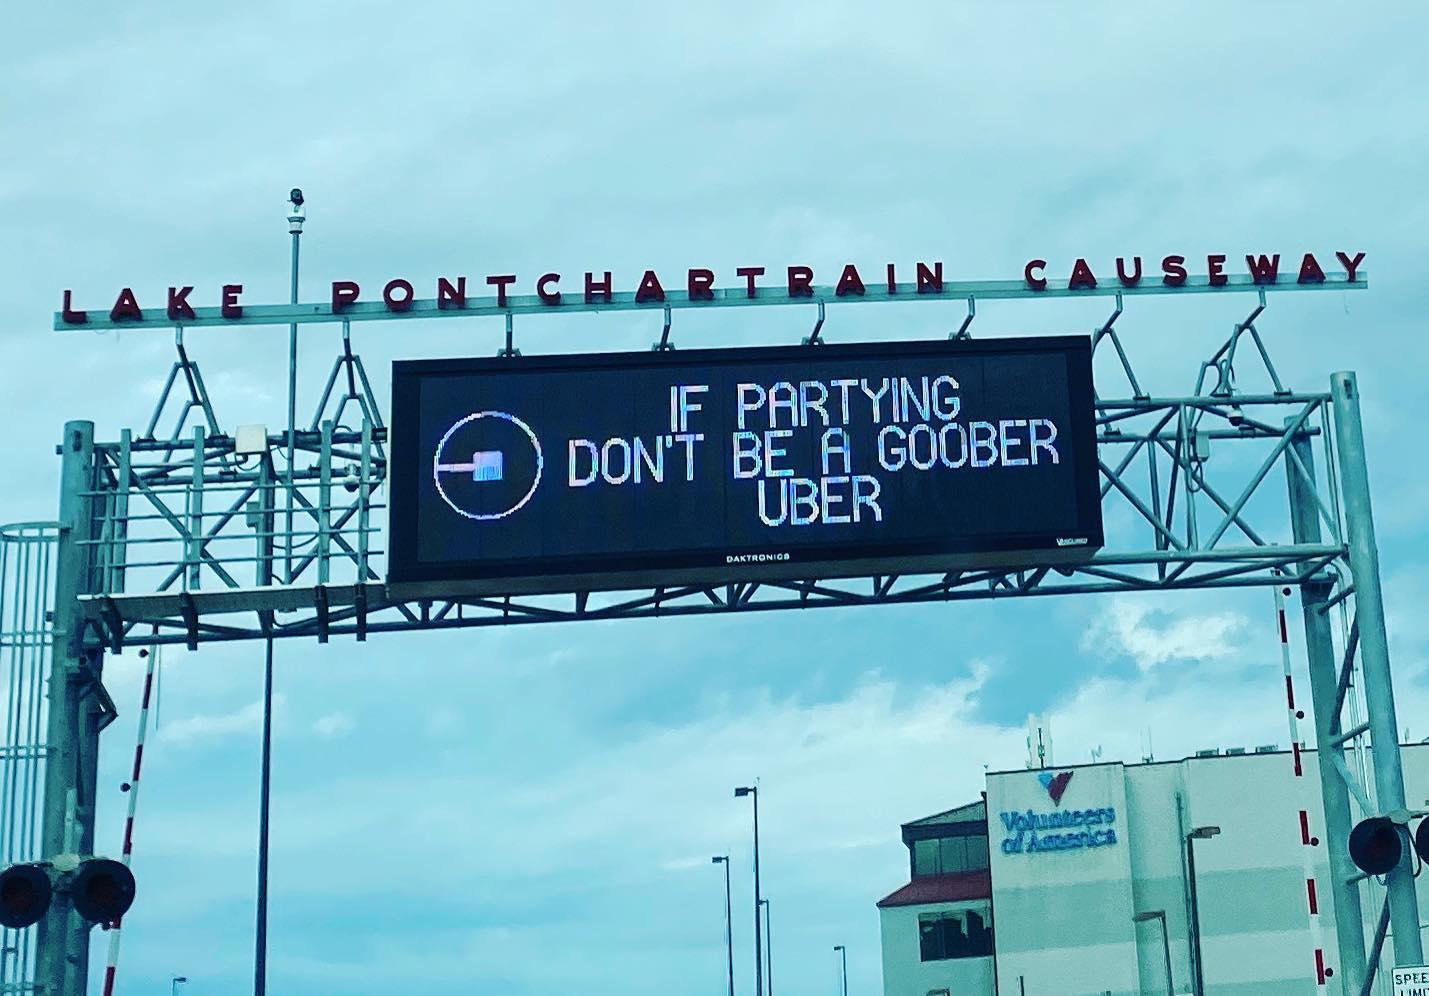 LAKE PONTCHARTRAIN CAUSEWAY
IF PARTYING
DON'T BE A GOOBER
UBER
DAKTRONICS
Volunteers
of America